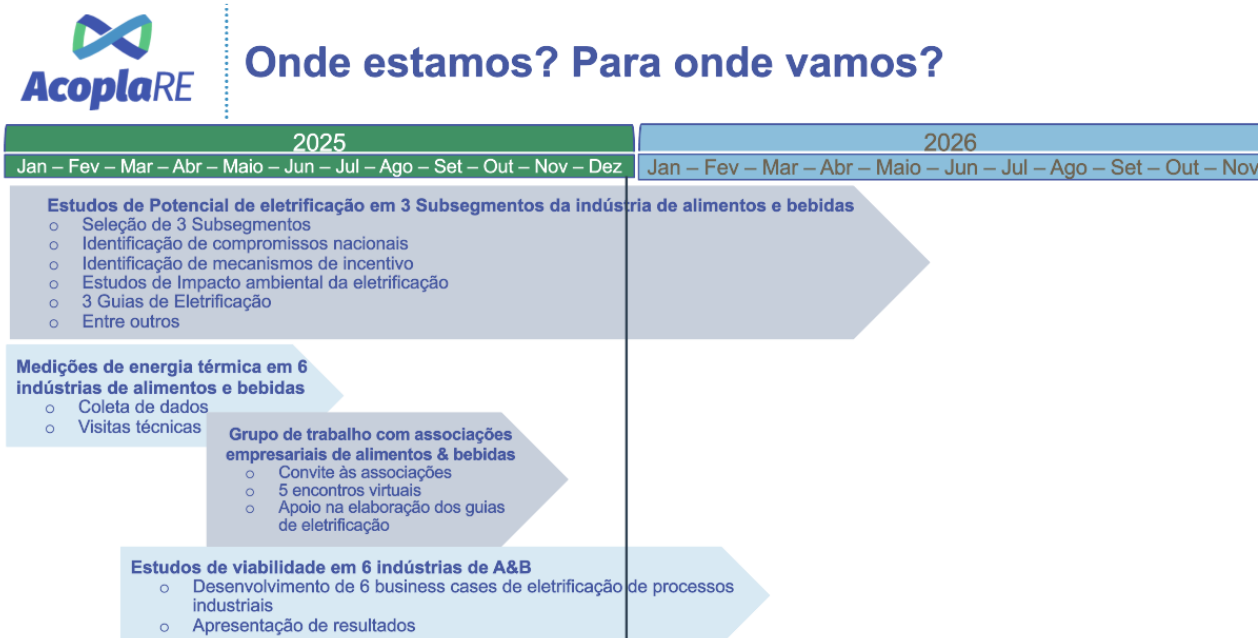 AcoplaRE
Onde estamos? Para onde vamos?
2025
2026
Jan – Fev – Mar – Abr – Maio – Jun – Jul – Ago – Set – Out – Nov – Dez
Jan – Fev – Mar – Abr – Maio – Jun – Jul – Ago – Set – Out – Nov
Estudos de Potencial de eletrificação em 3 Subsegmentos da indústria de alimentos e bebidas
o Seleção de 3 Subsegmentos
o Identificação de compromissos nacionais
o Identificação de mecanismos de incentivo
o Estudos de Impacto ambiental da eletrificação
o 3 Guias de Eletrificação
o Entre outros
Medições de energia térmica em 6
indústrias de alimentos e bebidas
o Coleta de dados
o Visitas técnicas
Grupo de trabalho com associações
empresariais de alimentos & bebidas
o Convite às associações
o 5 encontros virtuais
o Apoio na elaboração dos guias
de eletrificação
Estudos de viabilidade em 6 indústrias de A&B
o Desenvolvimento de 6 business cases de eletrificação de processos
industriais
o Apresentação de resultados